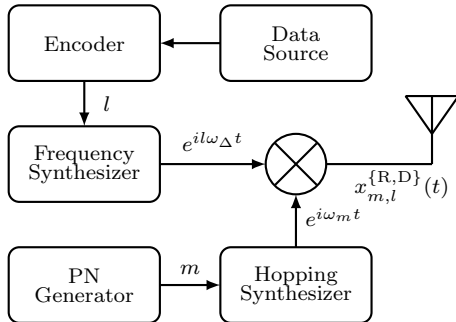 Encoder
Data
Source
l
Frequency
Synthesizer
e^{ilω_Δ t}
x_{m,l}^{\{R,D\}}(t)
e^{iω_m t}
PN
Generator
m
Hopping
Synthesizer